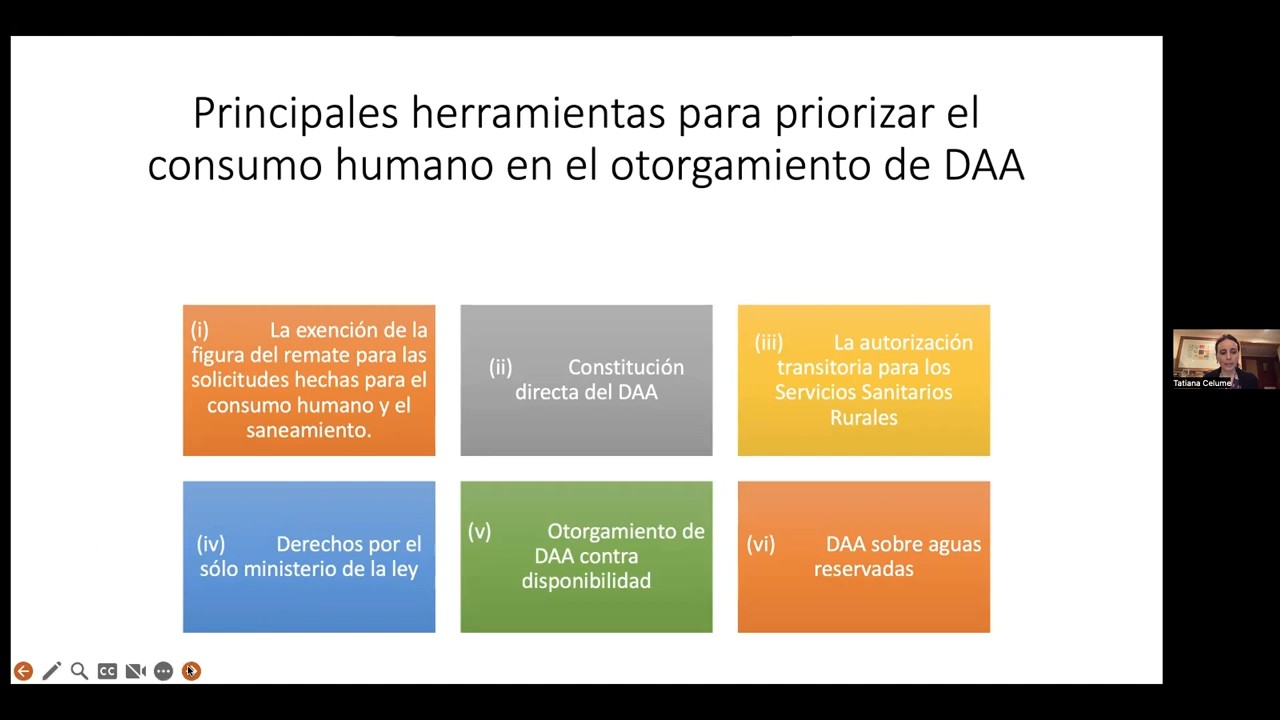 Principales herramientas para priorizar el
consumo humano en el otorgamiento de DAA
(i) La exención de la
figura del remate para las
solicitudes hechas para el
consumo humano y el
saneamiento.
(ii) Constitución
directa del DAA
(iii) La autorización
transitoria para los
Servicios Sanitarios
Rurales
(iv) Derechos por el
sólo ministerio de la ley
(v) Otorgamiento de
DAA contra
disponibilidad
(vi) DAA sobre aguas
reservadas
CC
Tatiana Celume